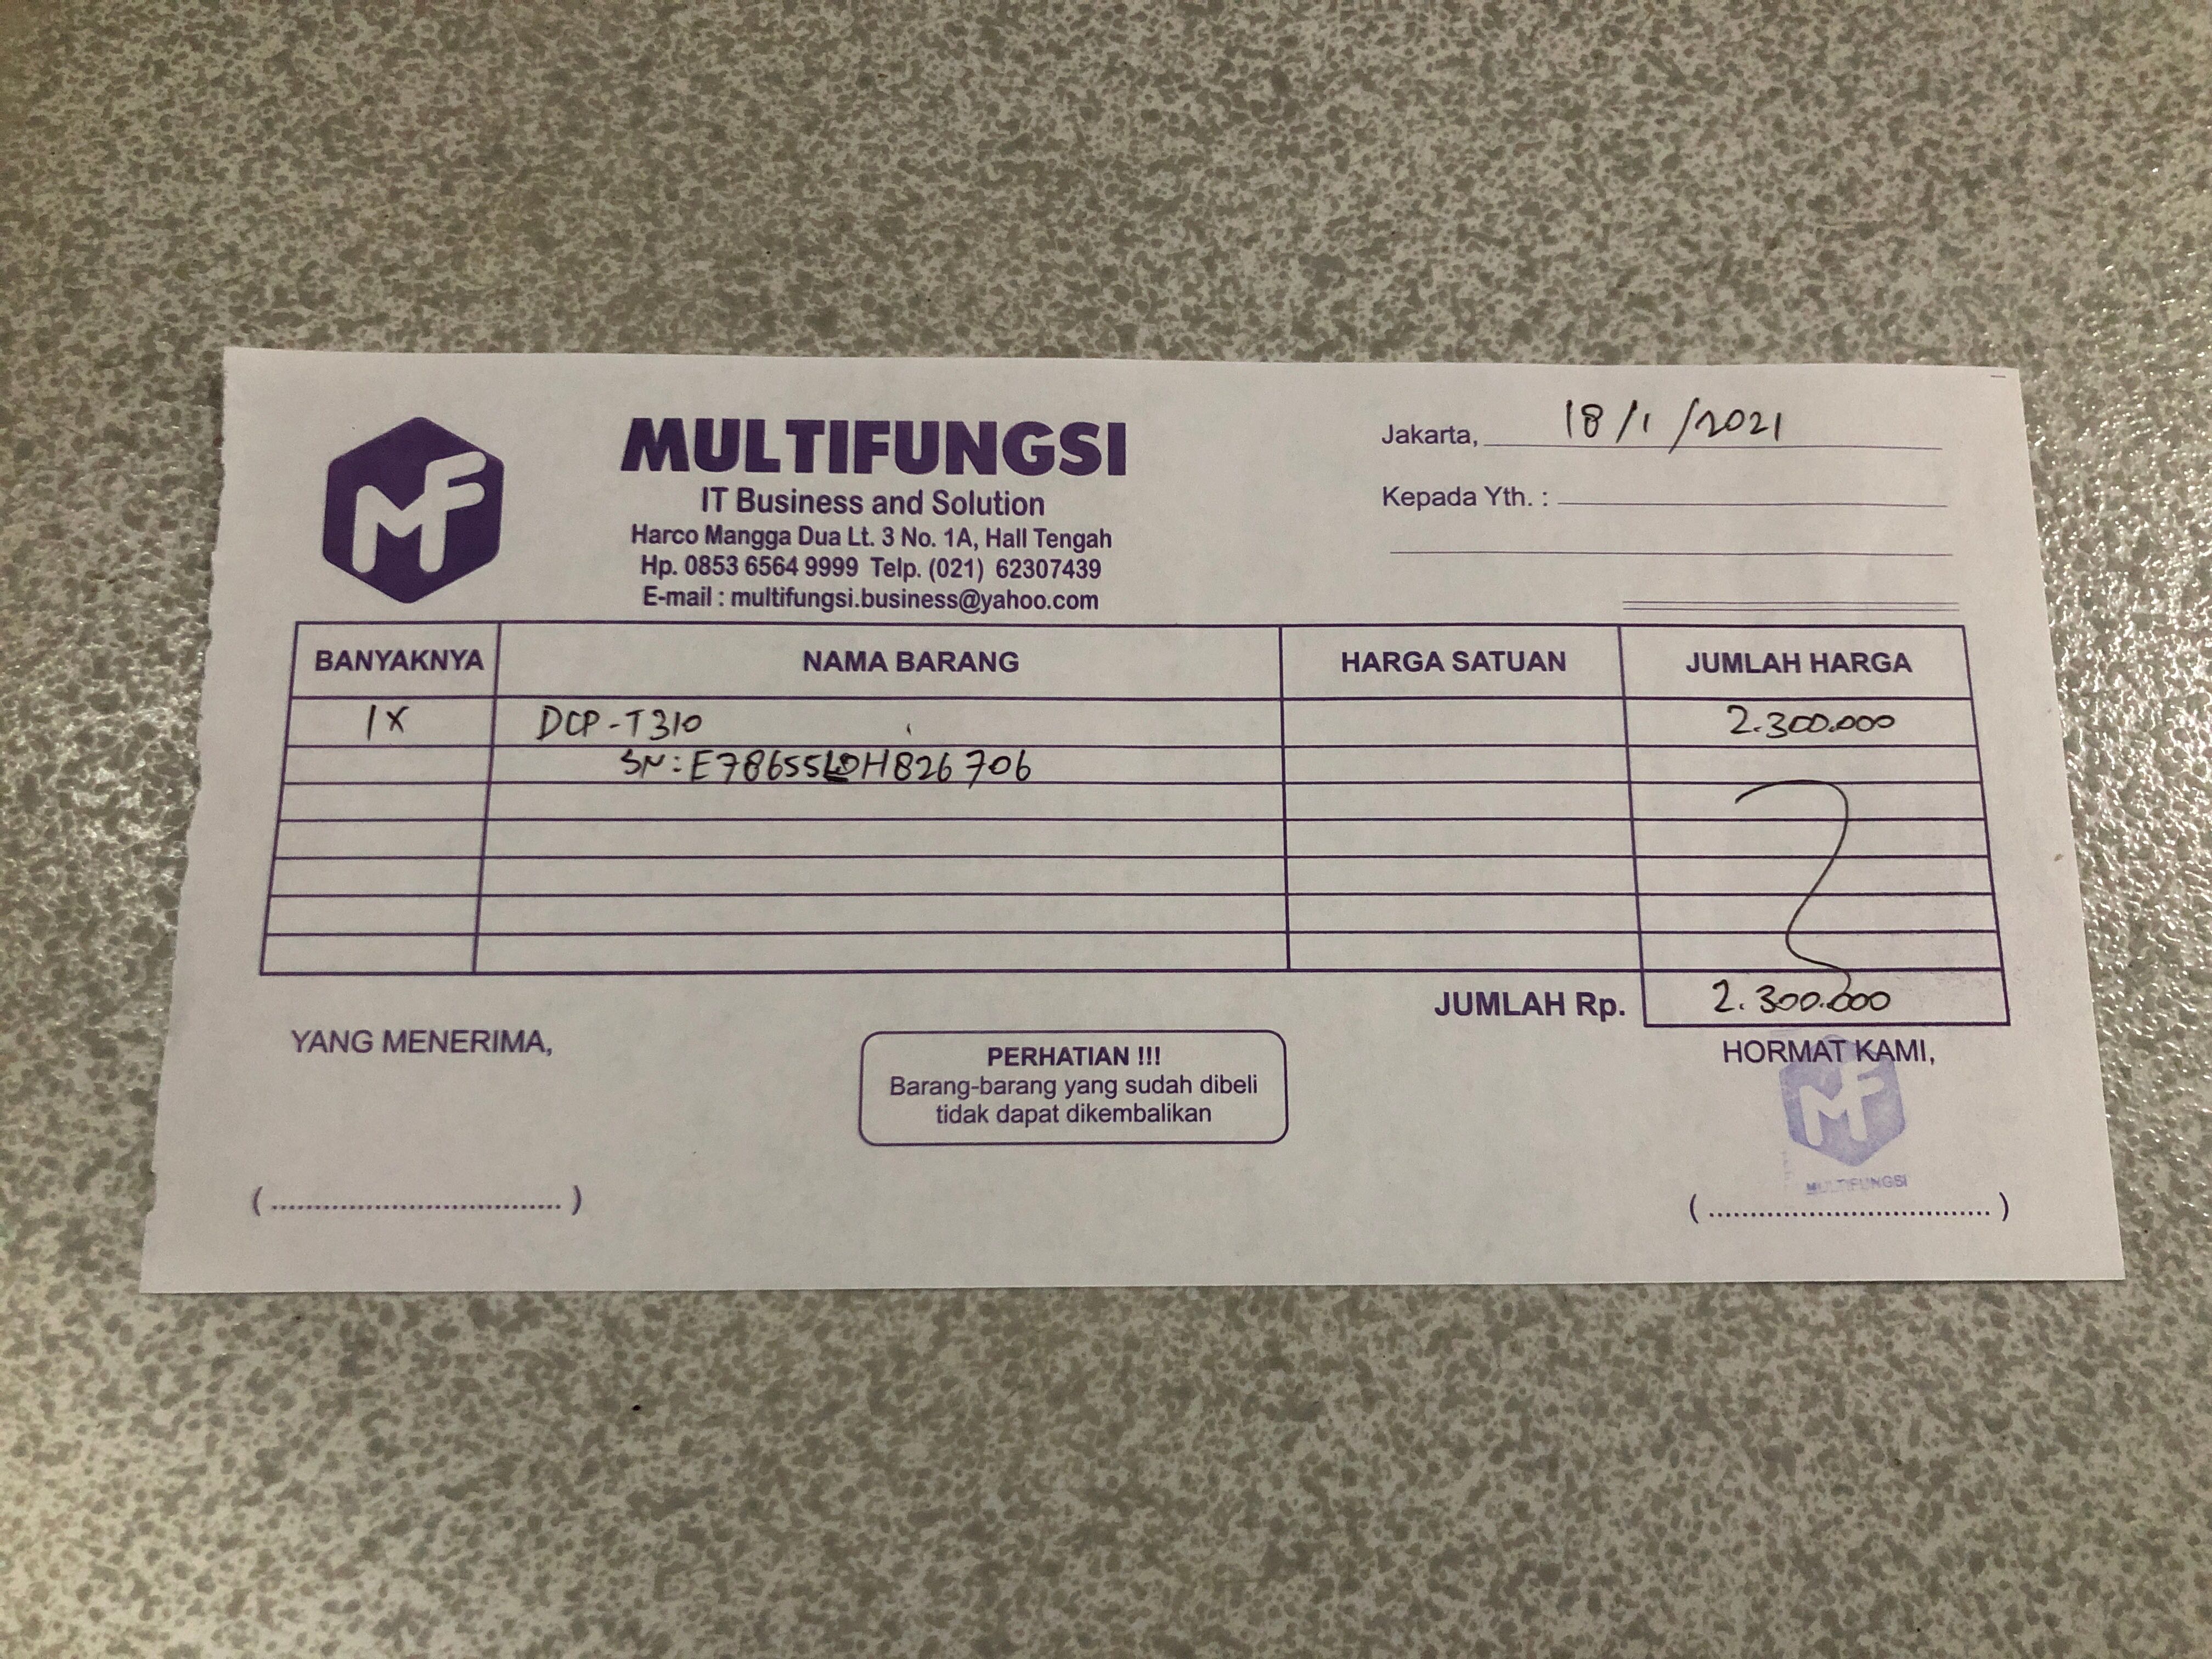 MF
MULTIFUNGSI
IT Business and Solution
Harco Mangga Dua Lt. 3 No. 1A, Hall Tengah
Hp. 0853 6564 9999 Telp. (021) 62307439
E-mail : multifungsi.business@yahoo.com
Jakarta, 18/1/2021
Kepada Yth. :
BANYAKNYA NAMA BARANG HARGA SATUAN JUMLAH HARGA
1X DCP-T310 2.300.000
SN: E78655L0H826706
JUMLAH Rp. 2.300.000
YANG MENERIMA,
PERHATIAN !!!
Barang-barang yang sudah dibeli
tidak dapat dikembalikan
HORMAT KAMI,
MF
MULTIFUNGSI
(................................) (................................)